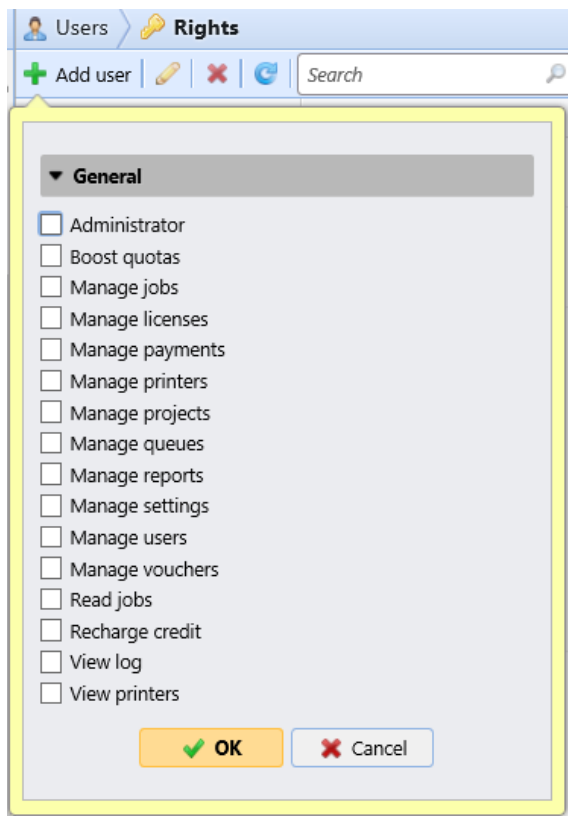 Users Rights
Add user Search
General
Administrator
Boost quotas
Manage jobs
Manage licenses
Manage payments
Manage printers
Manage projects
Manage queues
Manage reports
Manage settings
Manage users
Manage vouchers
Read jobs
Recharge credit
View log
View printers
OK Cancel